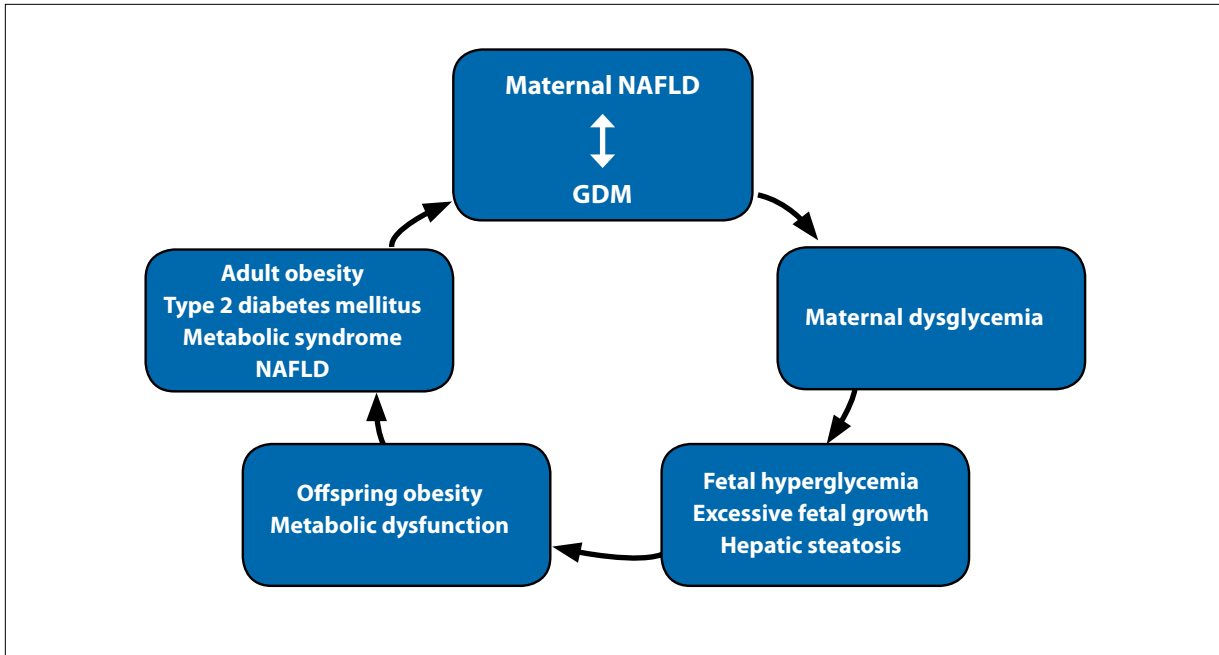 Maternal NAFLD
GDM
Maternal dysglycemia
Fetal hyperglycemia
Excessive fetal growth
Hepatic steatosis
Offspring obesity
Metabolic dysfunction
Adult obesity
Type 2 diabetes mellitus
Metabolic syndrome
NAFLD